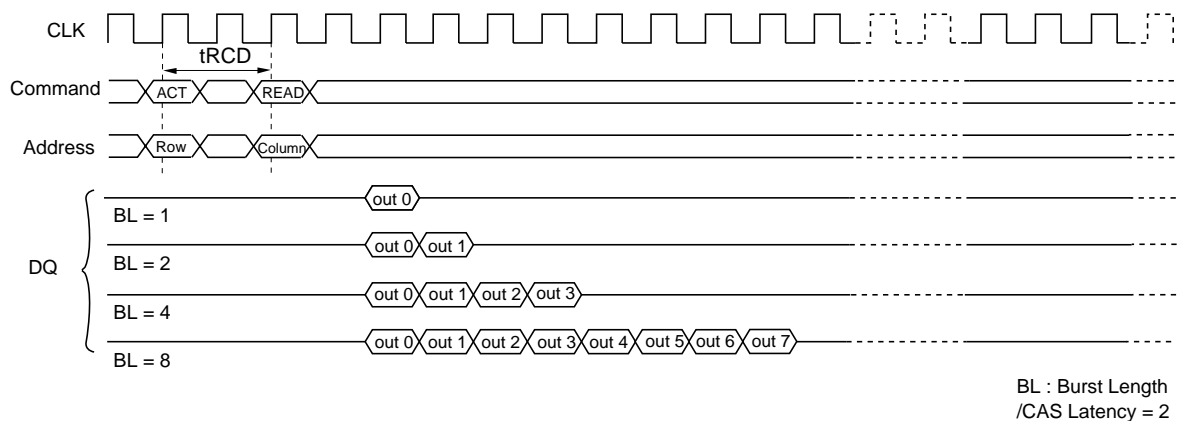 CLK
tRCD
Command ACT READ
Address Row Column
out 0
BL = 1
out 0 out 1
BL = 2
DQ
out 0 out 1 out 2 out 3
BL = 4
out 0 out 1 out 2 out 3 out 4 out 5 out 6 out 7
BL = 8
BL : Burst Length
/CAS Latency = 2